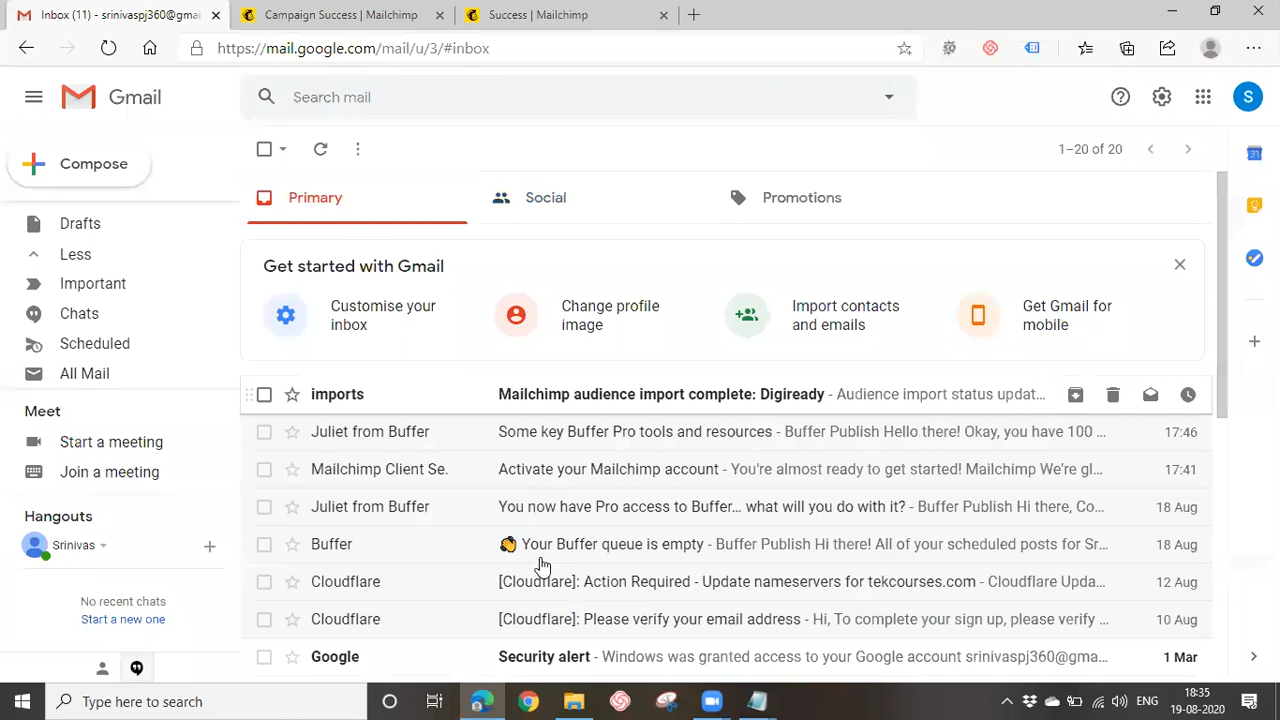 Inbox (11) - srinivaspj360@gmai
Campaign Success | Mailchimp
Success | Mailchimp
https://mail.google.com/mail/u/3/#inbox
Gmail
Search mail
S
Compose
1–20 of 20
31
Primary
Social
Promotions
Drafts
Less
Important
Chats
Scheduled
All Mail
Get started with Gmail
Customise your
inbox
Change profile
image
Import contacts
and emails
Get Gmail for
mobile
imports Mailchimp audience import complete: Digiready - Audience import status updat...
Juliet from Buffer Some key Buffer Pro tools and resources - Buffer Publish Hello there! Okay, you have 100 ... 17:46
Mailchimp Client Se. Activate your Mailchimp account - You're almost ready to get started! Mailchimp We're gl... 17:41
Juliet from Buffer You now have Pro access to Buffer… what will you do with it? - Buffer Publish Hi there, Co... 18 Aug
Buffer 👏 Your Buffer queue is empty - Buffer Publish Hi there! All of your scheduled posts for Sr... 18 Aug
Cloudflare [Cloudflare]: Action Required - Update nameservers for tekcourses.com - Cloudflare Upda... 12 Aug
Cloudflare [Cloudflare]: Please verify your email address - Hi, To complete your sign up, please verify ... 10 Aug
Google Security alert - Windows was granted access to your Google account srinivaspj360@gma... 1 Mar
Meet
Start a meeting
Join a meeting
Hangouts
Srinivas
No recent chats
Start a new one
Type here to search
ENG
18:35
19-08-2020